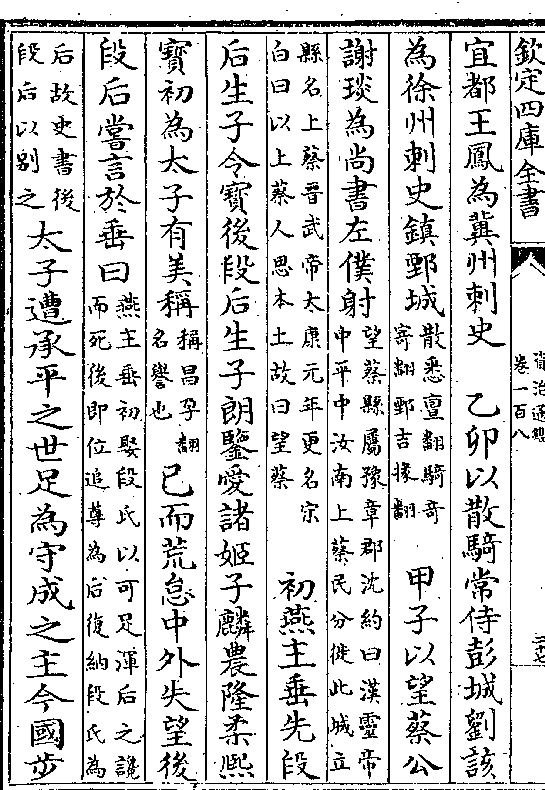 欽定四庫全書
資治通鑑
卷一百八
二十七
宜都王鳳為冀州刺史　乙卯以散騎常侍彭城劉該
為徐州刺史鎮鄄城散悉亶翻騎奇寄翻鄄吉掾翻　甲子以望蔡公
謝琰為尚書左僕射望蔡縣屬豫章郡沈約曰漢靈帝中平中汝南上蔡民分徙此城立
縣名上蔡晉武帝太康元年更名宗白曰以上蔡人思本土故曰望蔡　初燕主垂先段
后生子令寶後段后生子朗鑒愛諸姬子麟農隆柔熙
寶初為太子有美稱稱昌孕翻名譽也已而荒怠中外失望後
段后嘗言於垂曰燕主垂初娶段氏以可足渾后之譖而死後即位追尊為后復納段氏為
后故史書後段后以别之太子遭承平之世足為守成之主今國步